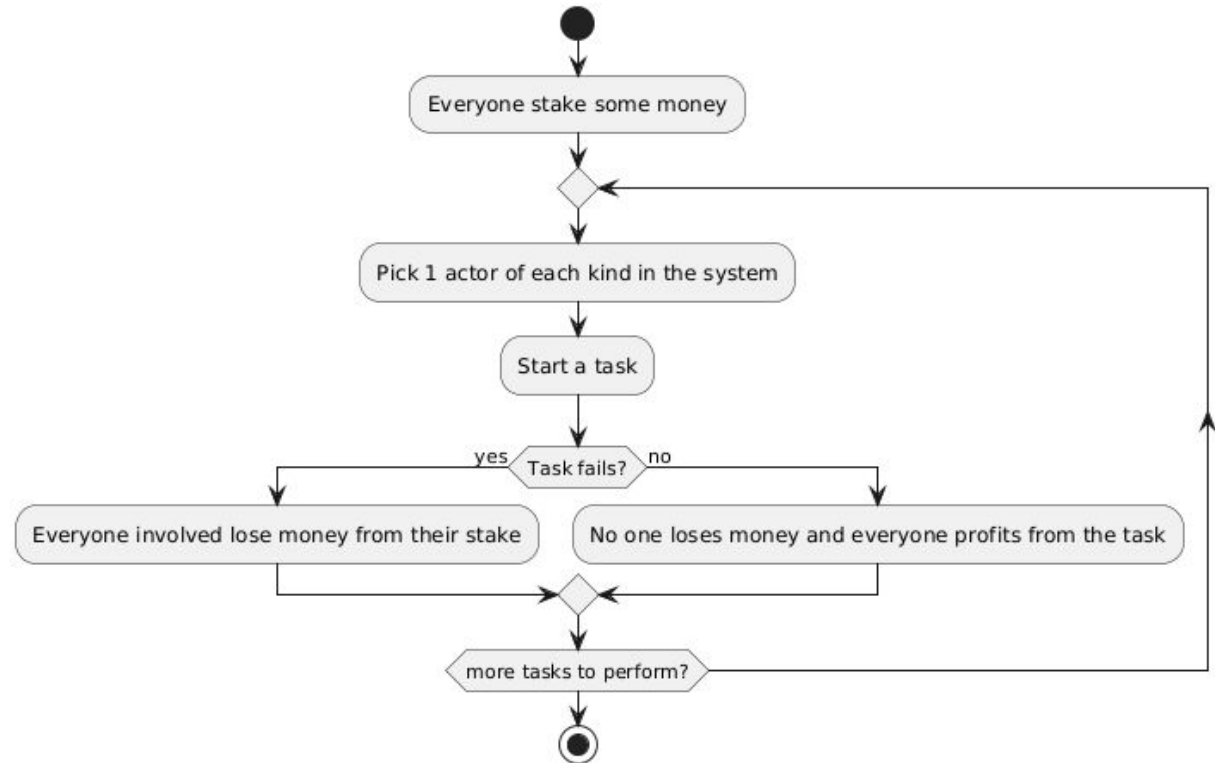 Everyone stake some money
Pick 1 actor of each kind in the system
Start a task
yes
Task fails?
no
Everyone involved lose money from their stake
No one loses money and everyone profits from the task
more tasks to perform?